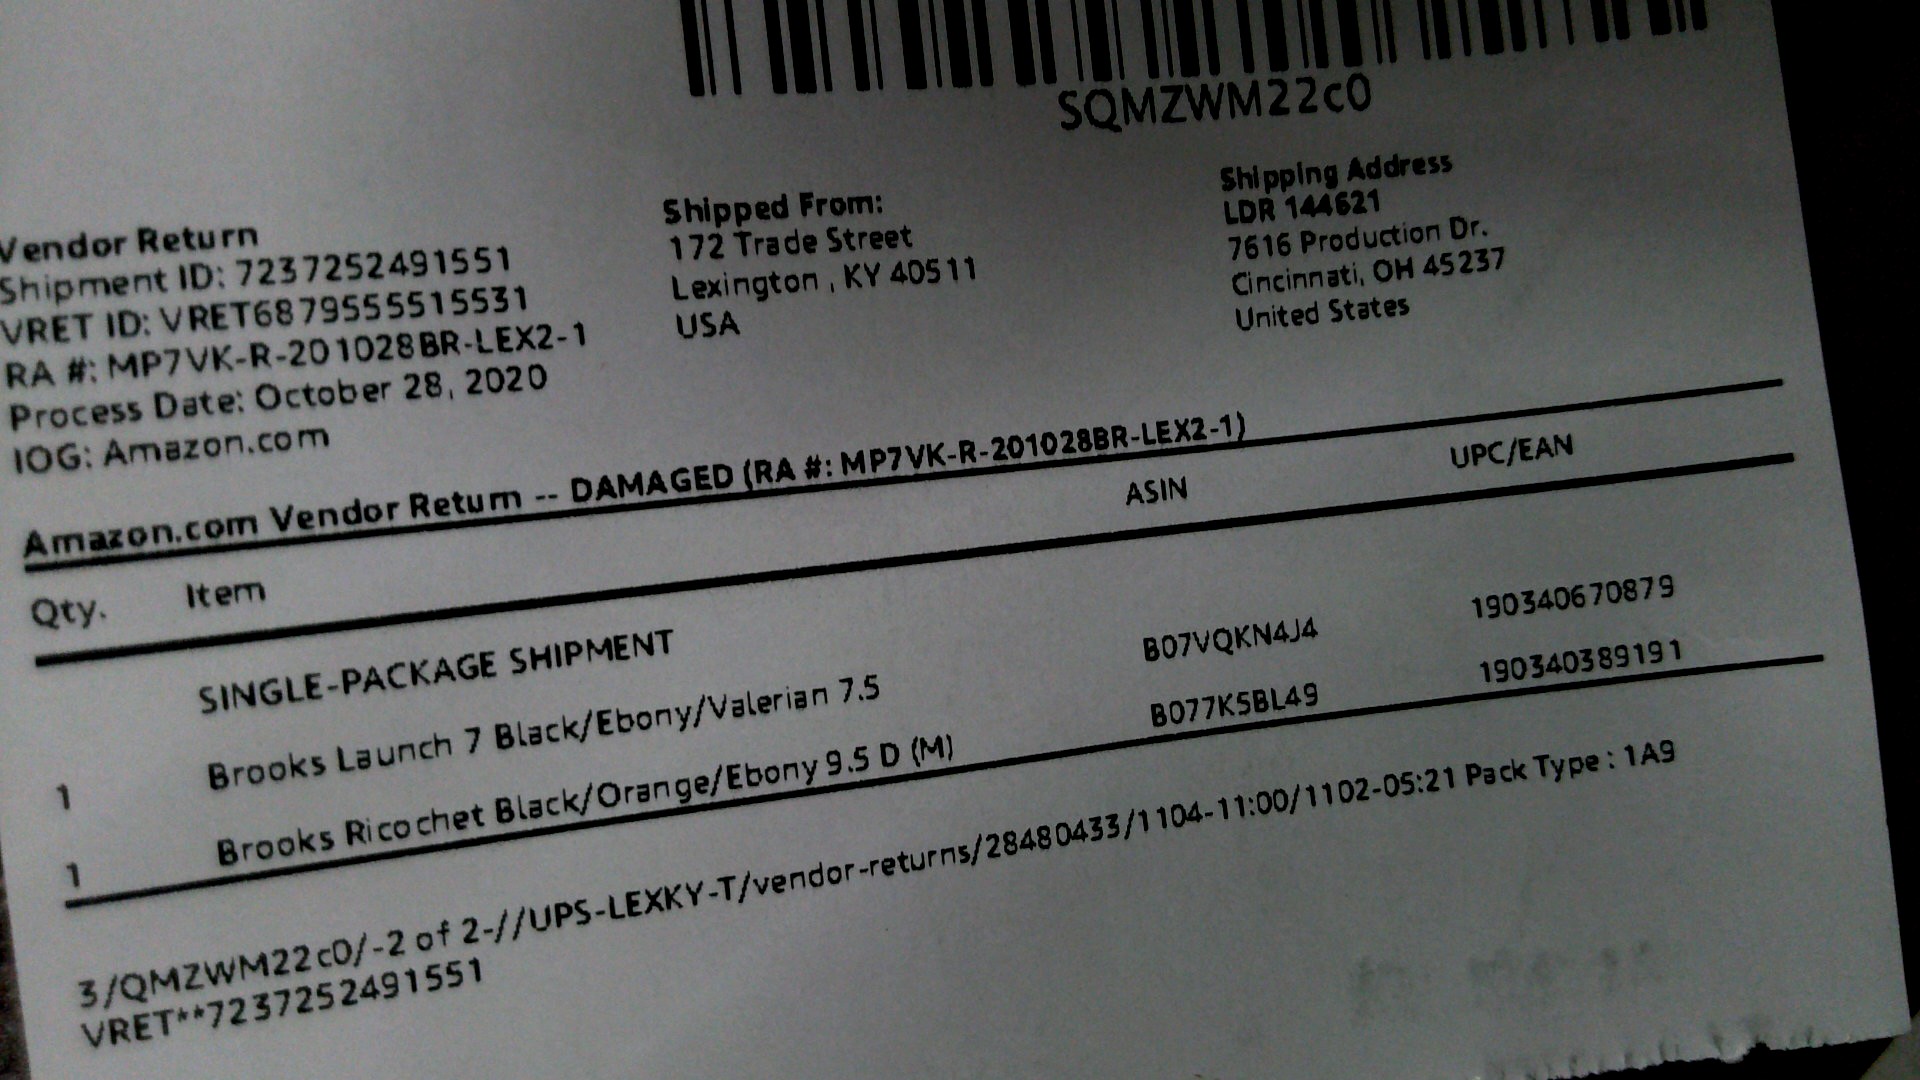 SQMZWM22c0
Vendor Return
Shipment ID: 7237252491551
VRET ID: VRET6879555515531
RA #: MP7VK-R-201028BR-LEX2-1
Process Date: October 28, 2020
IOG: Amazon.com
Shipped From:
172 Trade Street
Lexington , KY 40511
USA
Shipping Address
LDR 144621
7616 Production Dr.
Cincinnati, OH 45237
United States
Amazon.com Vendor Return -- DAMAGED (RA #: MP7VK-R-201028BR-LEX2-1)
Qty. Item ASIN UPC/EAN
SINGLE-PACKAGE SHIPMENT
1 Brooks Launch 7 Black/Ebony/Valerian 7.5 B07VQKN4J4 190340670879
1 Brooks Ricochet Black/Orange/Ebony 9.5 D (M) B077K5BL49 190340389191
3/QMZWM22c0/-2 of 2-//UPS-LEXKY-T/vendor-returns/28480433/1104-11:00/1102-05:21 Pack Type : 1A9
VRET**7237252491551